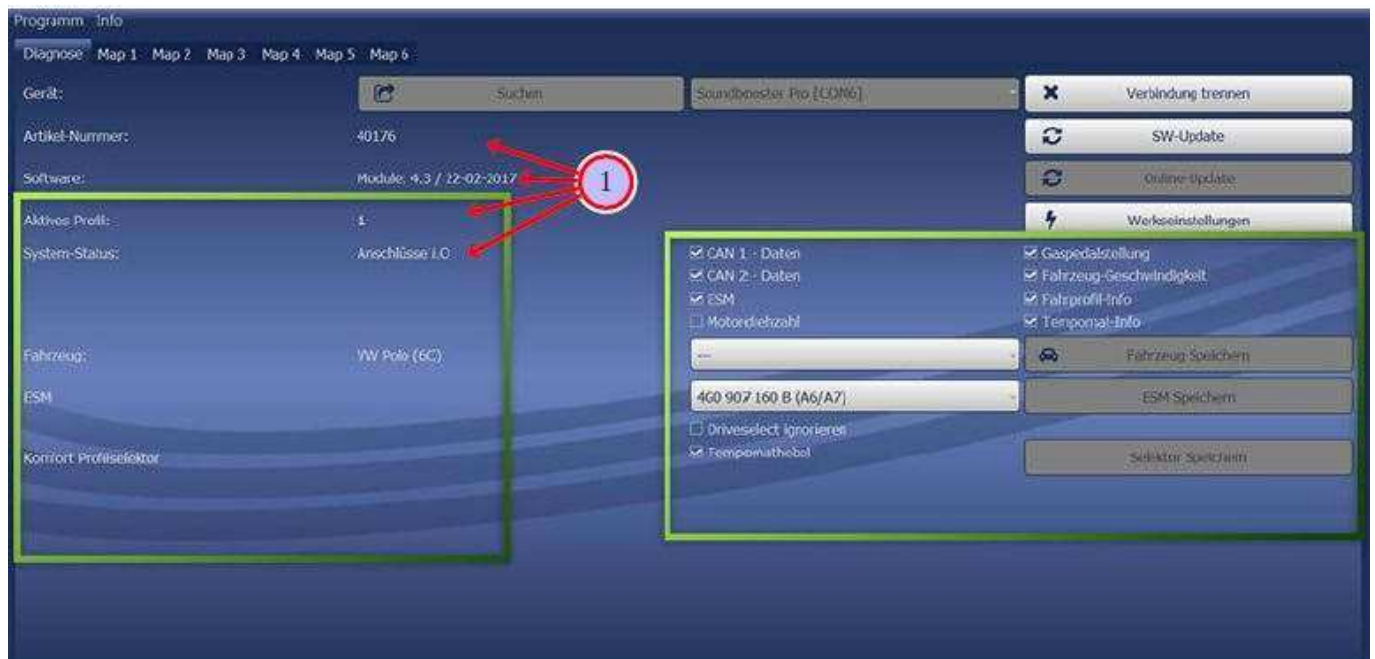 Programm Info
Diagnose Map 1 Map 2 Map 3 Map 4 Map 5 Map 6
Gerät: Suchen Soundbooster Pro [COM6] Verbindung trennen
Artikel-Nummer: 40176 SW-Update
Software: Module: 4.3 / 22-02-2017 1 Online-Update
Aktives Profil: 1 Werkseinstellungen
System-Status: Anschlüsse I.O CAN 1 - Daten Gaspedalstellung
CAN 2 - Daten Fahrzeug-Geschwindigkeit
ESM Fahrprofil-Info
Motordrehzahl Tempomat-Info
Fahrzeug: VW Polo (6C) --- Fahrzeug Speichern
ESM 4G0 907 160 B (A6/A7) ESM Speichern
Driveselect ignorieren
Komfort Profilselektor Tempomathebel Selektor Speichern